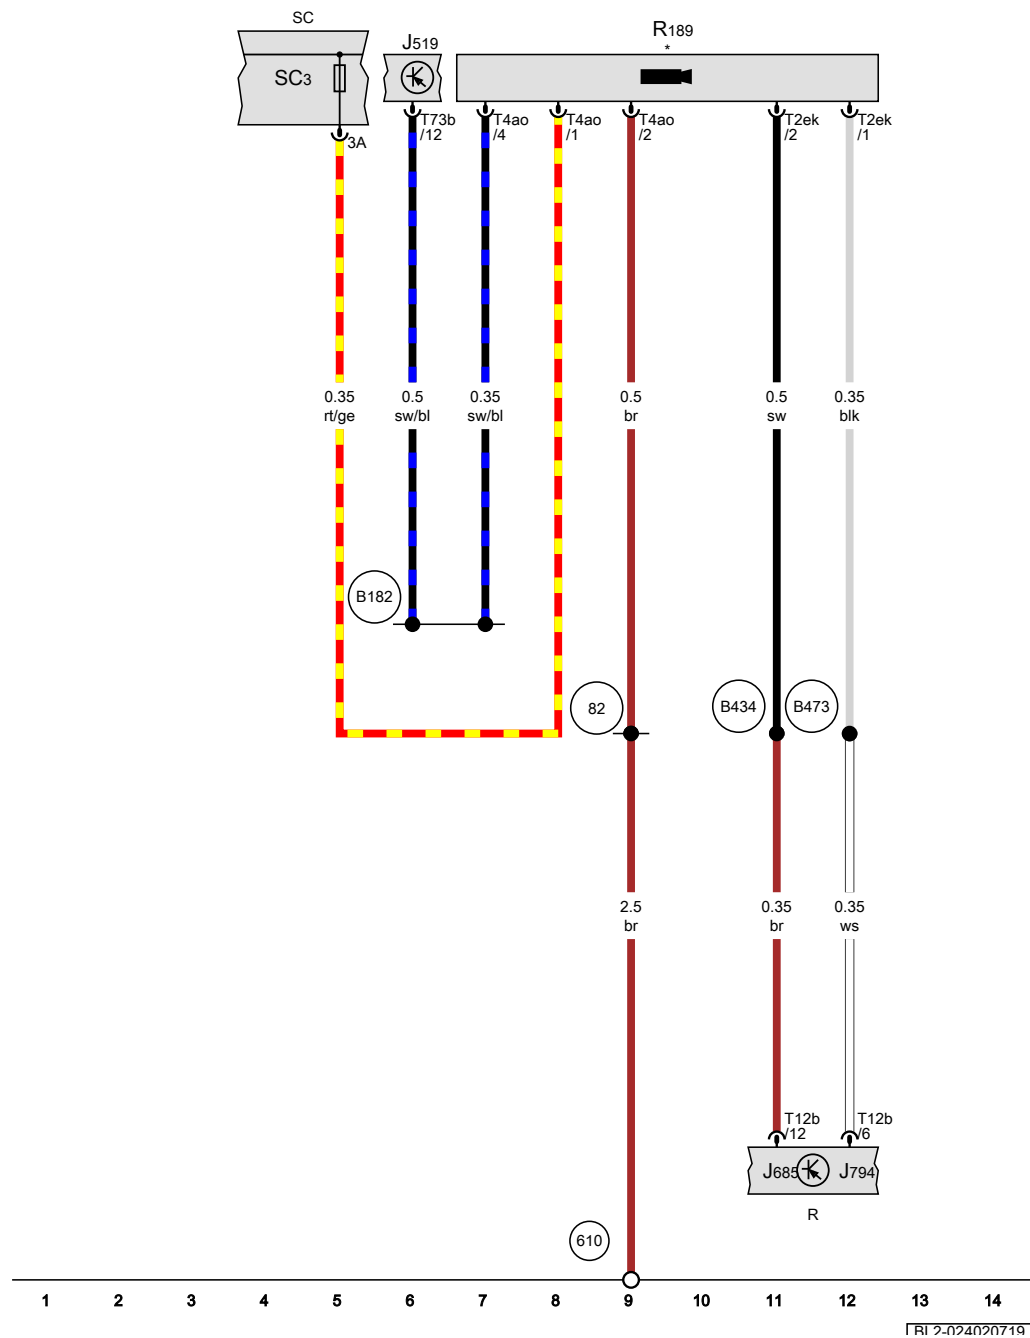 SC
J519
R189
*
SC3
3A
T73b
/12
T4ao
/4
T4ao
/1
T4ao
/2
T2ek
/2
T2ek
/1
0.35
rt/ge
0.5
sw/bl
0.35
sw/bl
0.5
br
0.5
sw
0.35
blk
B182
82
B434
B473
2.5
br
0.35
br
0.35
ws
T12b
/12
T12b
/6
J685
J794
R
610
1 2 3 4 5 6 7 8 9 10 11 12 13 14
BL2-024020719